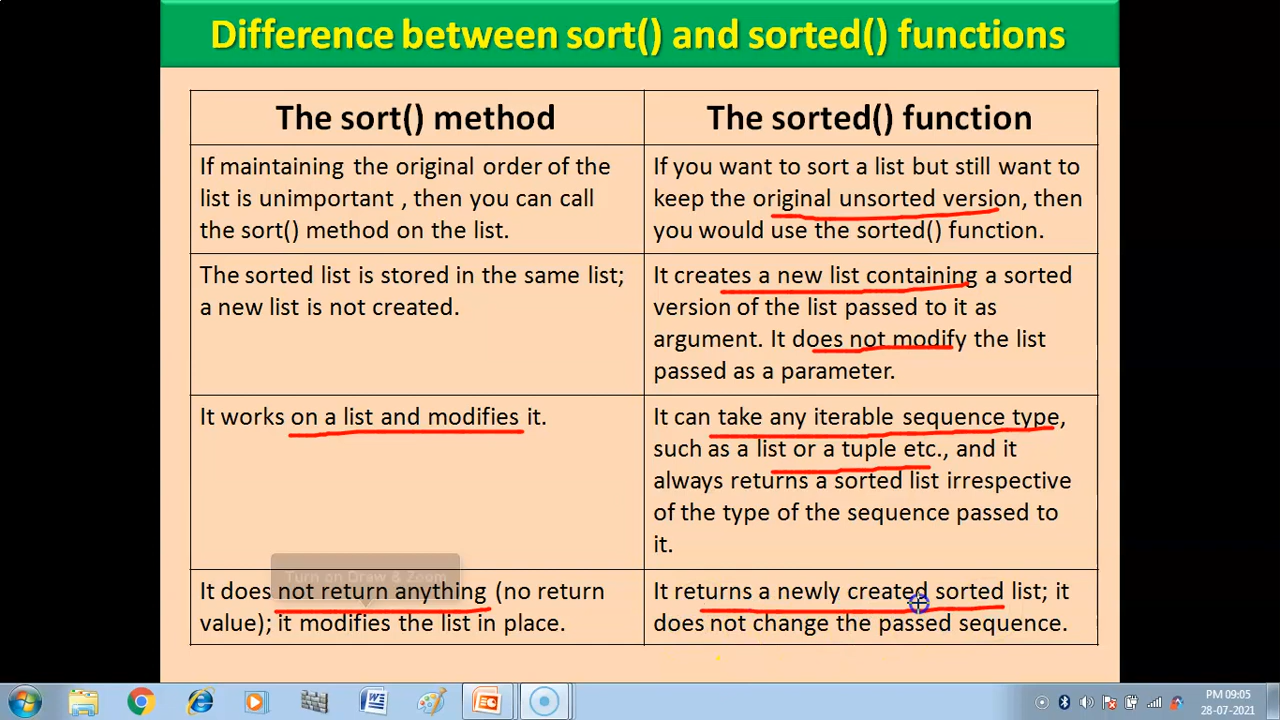 Difference between sort() and sorted() functions
The sort() method
The sorted() function
If maintaining the original order of the
list is unimportant , then you can call
the sort() method on the list.
If you want to sort a list but still want to
keep the original unsorted version, then
you would use the sorted() function.
The sorted list is stored in the same list;
a new list is not created.
It creates a new list containing a sorted
version of the list passed to it as
argument. It does not modify the list
passed as a parameter.
It works on a list and modifies it.
It can take any iterable sequence type,
such as a list or a tuple etc., and it
always returns a sorted list irrespective
of the type of the sequence passed to
it.
Turn on Draw & Zoom
It does not return anything (no return
value); it modifies the list in place.
It returns a newly created sorted list; it
does not change the passed sequence.
PM 09:05
28-07-2021